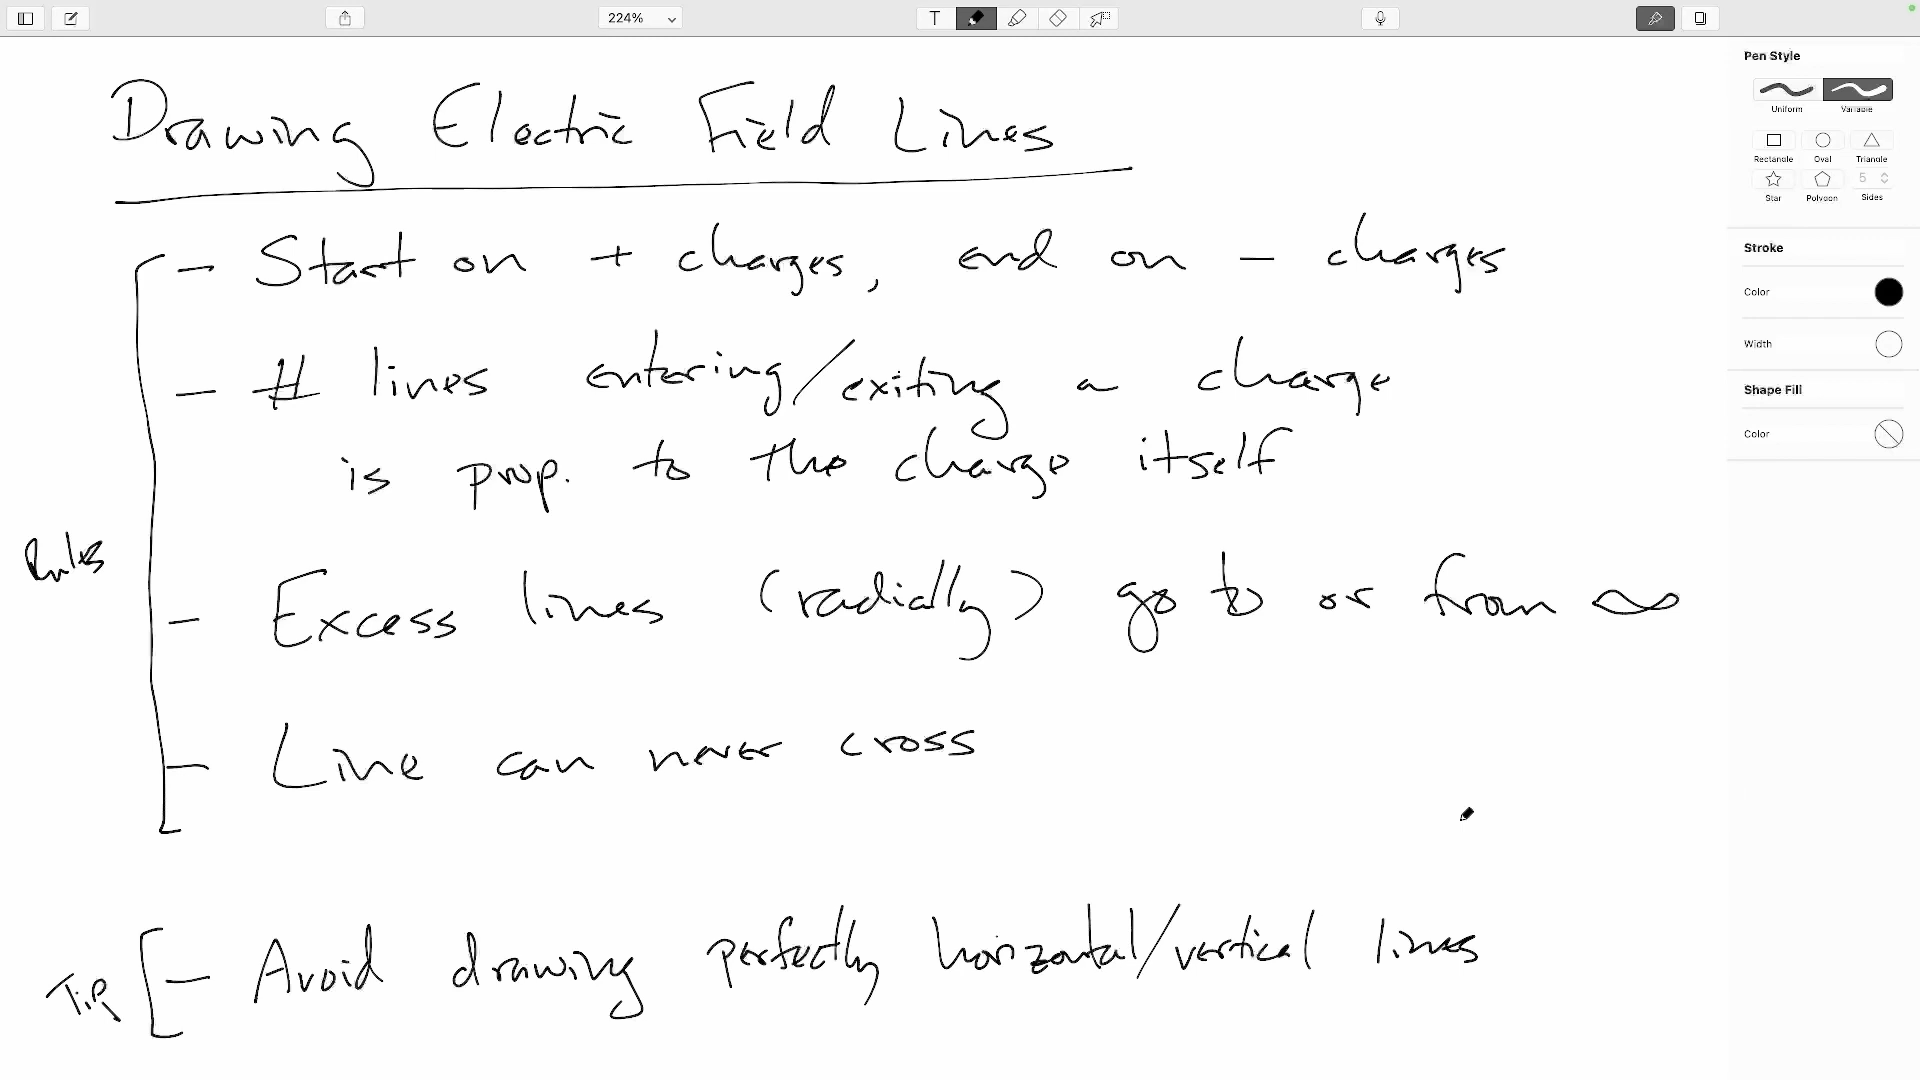 224%
T
Pen Style
Uniform
Variable
Rectangle
Oval
Triangle
Star
Polygon
5
Sides
Stroke
Color
Width
Shape Fill
Color
Drawing Electric Field Lines
Rules
- Start on + charges, end on - charges
- # lines entering/exiting a charge
is prop. to the charge itself
- Excess lines (radially) go to or from ∞
- Line can never cross
Tip
- Avoid drawing perfectly horizontal/vertical lines